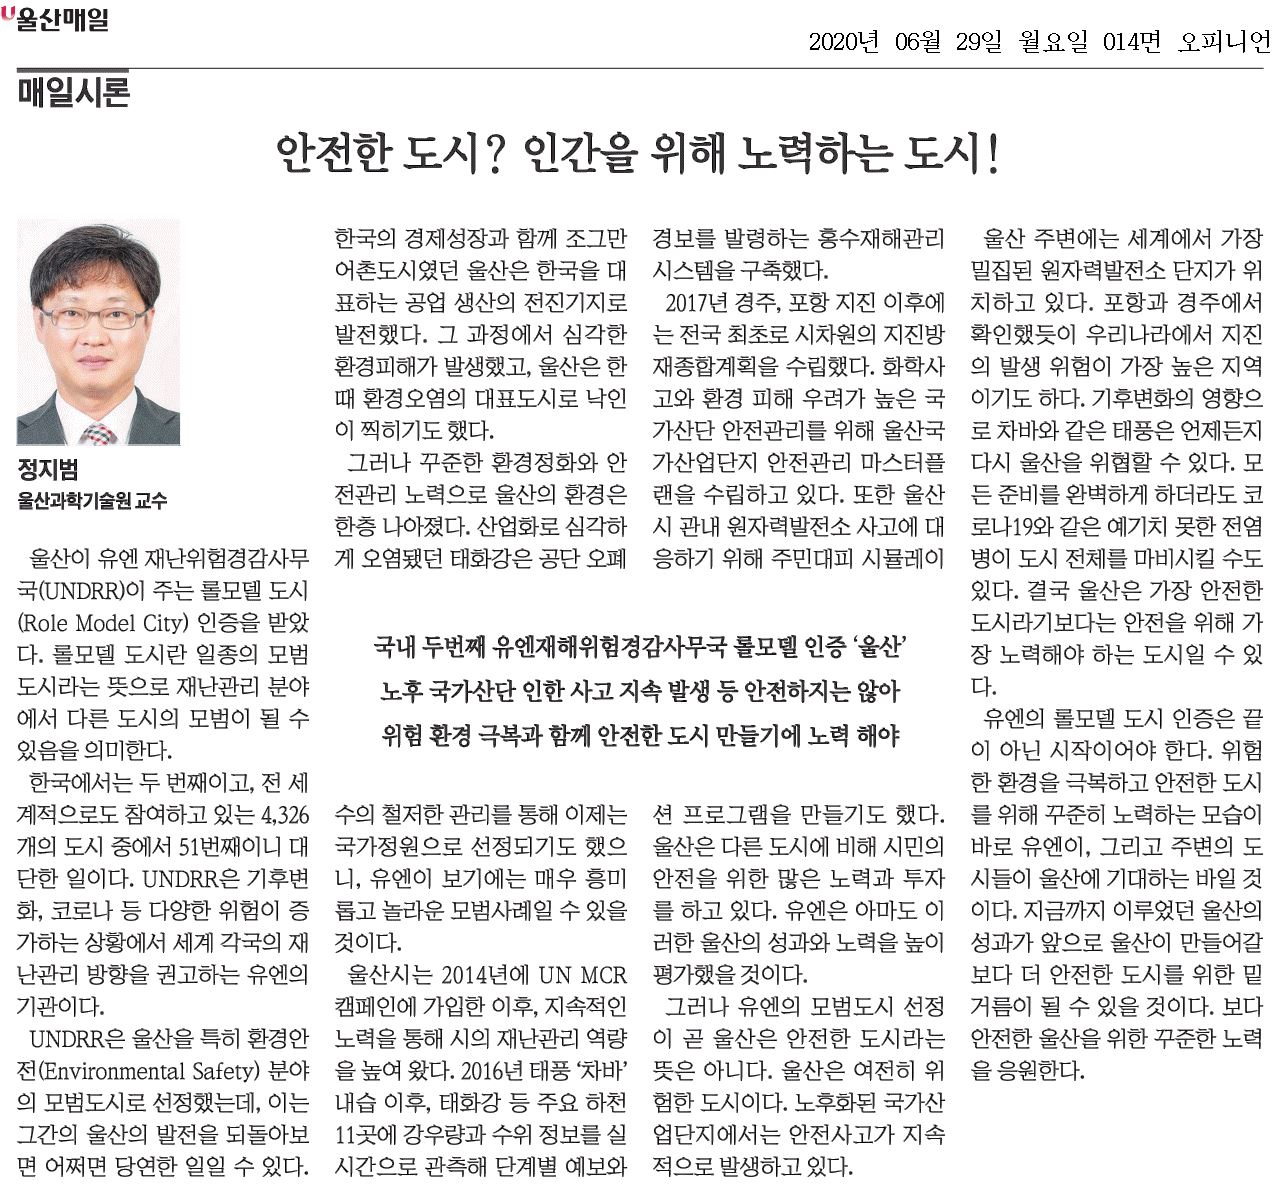 울산매일
2020년 06월 29일 월요일 014면 오피니언
매일시론
안전한 도시? 인간을 위해 노력하는 도시!
정지범
울산과학기술원 교수
울산이 유엔 재난위험경감사무
국(UNDRR)이 주는 롤모델 도시
(Role Model City) 인증을 받았
다. 롤모델 도시란 일종의 모범
도시라는 뜻으로 재난관리 분야
에서 다른 도시의 모범이 될 수
있음을 의미한다.
한국에서는 두 번째이고, 전 세
계적으로도 참여하고 있는 4,326
개의 도시 중에서 51번째이니 대
단한 일이다. UNDRR은 기후변
화, 코로나 등 다양한 위험이 증
가하는 상황에서 세계 각국의 재
난관리 방향을 권고하는 유엔의
기관이다.
UNDRR은 울산을 특히 환경안
전(Environmental Safety) 분야
의 모범도시로 선정했는데, 이는
그간의 울산의 발전을 되돌아보
면 어쩌면 당연한 일일 수 있다.
한국의 경제성장과 함께 조그만
어촌도시였던 울산은 한국을 대
표하는 공업 생산의 전진기지로
발전했다. 그 과정에서 심각한
환경피해가 발생했고, 울산은 한
때 환경오염의 대표도시로 낙인
이 찍히기도 했다.
그러나 꾸준한 환경정화와 안
전관리 노력으로 울산의 환경은
한층 나아졌다. 산업화로 심각하
게 오염됐던 태화강은 공단 오폐
수의 철저한 관리를 통해 이제는
국가정원으로 선정되기도 했으
니, 유엔이 보기에는 매우 흥미
롭고 놀라운 모범사례일 수 있을
것이다.
울산시는 2014년에 UN MCR
캠페인에 가입한 이후, 지속적인
노력을 통해 시의 재난관리 역량
을 높여 왔다. 2016년 태풍 ‘차바’
내습 이후, 태화강 등 주요 하천
11곳에 강우량과 수위 정보를 실
시간으로 관측해 단계별 예보와
경보를 발령하는 홍수재해관리
시스템을 구축했다.
2017년 경주, 포항 지진 이후에
는 전국 최초로 시차원의 지진방
재종합계획을 수립했다. 화학사
고와 환경 피해 우려가 높은 국
가산단 안전관리를 위해 울산국
가산업단지 안전관리 마스터플
랜을 수립하고 있다. 또한 울산
시 관내 원자력발전소 사고에 대
응하기 위해 주민대피 시뮬레이
션 프로그램을 만들기도 했다.
울산은 다른 도시에 비해 시민의
안전을 위한 많은 노력과 투자
를 하고 있다. 유엔은 아마도 이
러한 울산의 성과와 노력을 높이
평가했을 것이다.
그러나 유엔의 모범도시 선정
이 곧 울산은 안전한 도시라는
뜻은 아니다. 울산은 여전히 위
험한 도시이다. 노후화된 국가산
업단지에서는 안전사고가 지속
적으로 발생하고 있다.
국내 두번째 유엔재해위험경감사무국 롤모델 인증 ‘울산’
노후 국가산단 인한 사고 지속 발생 등 안전하지는 않아
위험 환경 극복과 함께 안전한 도시 만들기에 노력 해야
울산 주변에는 세계에서 가장
밀집된 원자력발전소 단지가 위
치하고 있다. 포항과 경주에서
확인했듯이 우리나라에서 지진
의 발생 위험이 가장 높은 지역
이기도 하다. 기후변화의 영향으
로 차바와 같은 태풍은 언제든지
다시 울산을 위협할 수 있다. 모
든 준비를 완벽하게 하더라도 코
로나19와 같은 예기치 못한 전염
병이 도시 전체를 마비시킬 수도
있다. 결국 울산은 가장 안전한
도시라기보다는 안전을 위해 가
장 노력해야 하는 도시일 수 있
다.
유엔의 롤모델 도시 인증은 끝
이 아닌 시작이어야 한다. 위험
한 환경을 극복하고 안전한 도시
를 위해 꾸준히 노력하는 모습이
바로 유엔이, 그리고 주변의 도
시들이 울산에 기대하는 바일 것
이다. 지금까지 이루었던 울산의
성과가 앞으로 울산이 만들어갈
보다 더 안전한 도시를 위한 밑
거름이 될 수 있을 것이다. 보다
안전한 울산을 위한 꾸준한 노력
을 응원한다.